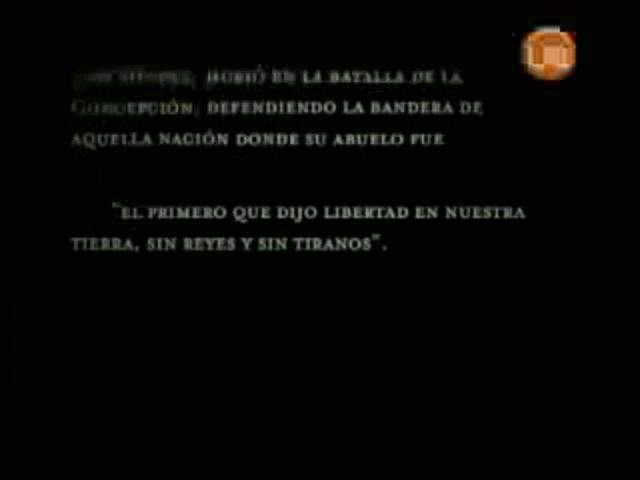 MURIÓ EN LA BATALLA DE LA
CONCEPCIÓN, DEFENDIENDO LA BANDERA DE
AQUELLA NACIÓN DONDE SU ABUELO FUE
"EL PRIMERO QUE DIJO LIBERTAD EN NUESTRA
TIERRA, SIN REYES Y SIN TIRANOS".